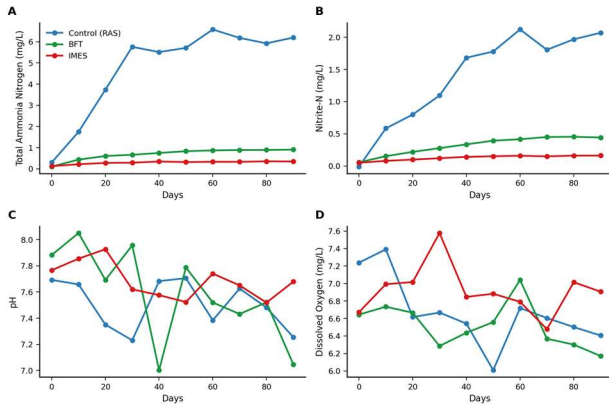 A
Total Ammonia Nitrogen (mg/L)
6
5
4
3
2
1
0
Control (RAS)
BFT
IMES
0 20 40 60 80
Days
B
Nitrite-N (mg/L)
2.0
1.5
1.0
0.5
0.0
0 20 40 60 80
Days
C
pH
8.0
7.8
7.6
7.4
7.2
7.0
0 20 40 60 80
Days
D
Dissolved Oxygen (mg/L)
7.6
7.4
7.2
7.0
6.8
6.6
6.4
6.2
6.0
0 20 40 60 80
Days